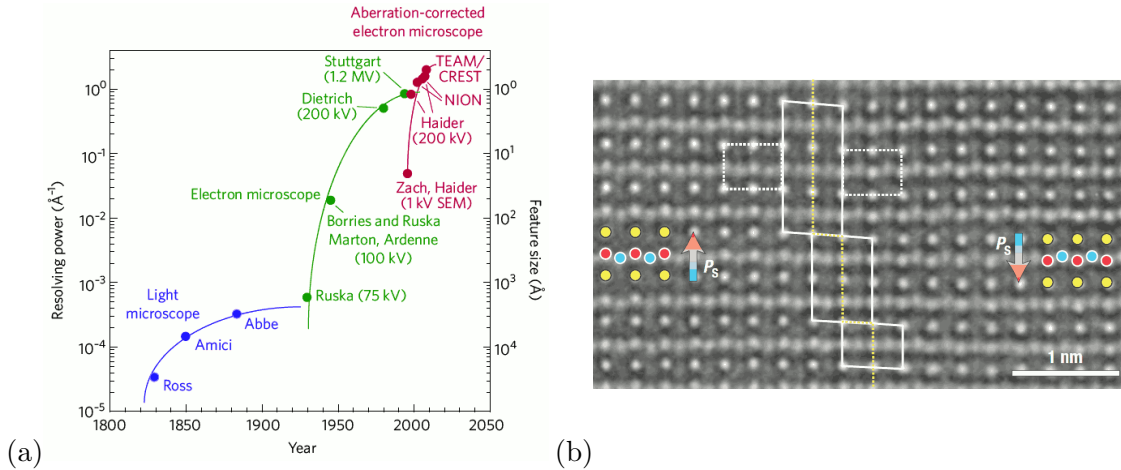 Aberration-corrected
electron microscope
Stuttgart
(1.2 MV)
TEAM/
CREST
NION
Dietrich
(200 kV)
Haider
(200 kV)
Zach, Haider
(1 kV SEM)
Electron microscope
Borries and Ruska
Marton, Ardenne
(100 kV)
Ruska (75 kV)
Light
microscope
Abbe
Amici
Ross
Resolving power (Å⁻¹)
10⁰
10⁻¹
10⁻²
10⁻³
10⁻⁴
10⁻⁵
Feature size (Å)
10⁰
10¹
10²
10³
10⁴
1800 1850 1900 1950 2000 2050
Year
(a)
Pₛ
Pₛ
1 nm
(b)